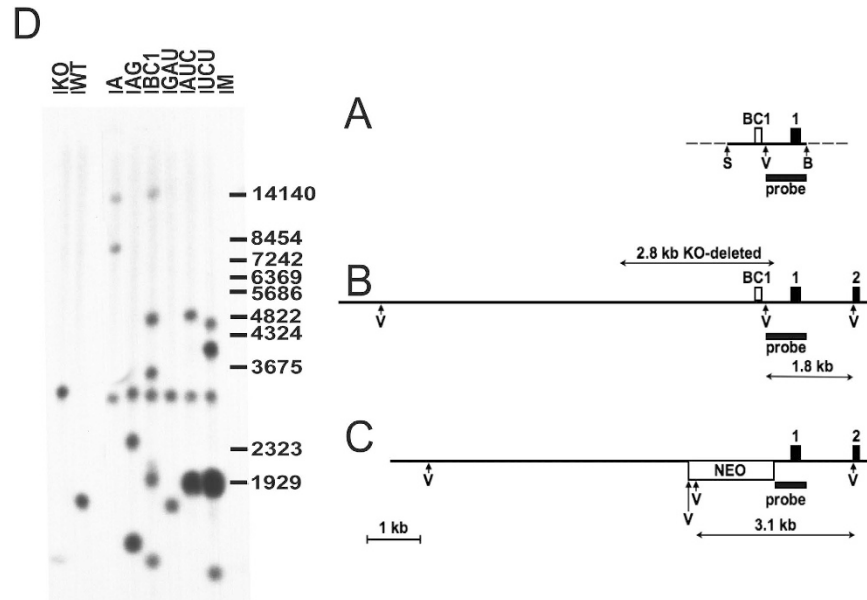 D
IKO
IWT
IA
IAG
IBC1
IGAU
IAUC
IUCU
IM
14140
8454
7242
6369
5686
4822
4324
3675
2323
1929
A
BC1 1
S V B
probe
B
2.8 kb KO-deleted
BC1 1 2
V V V
probe
1.8 kb
C
1 2
NEO
V V V
probe
V
1 kb
3.1 kb